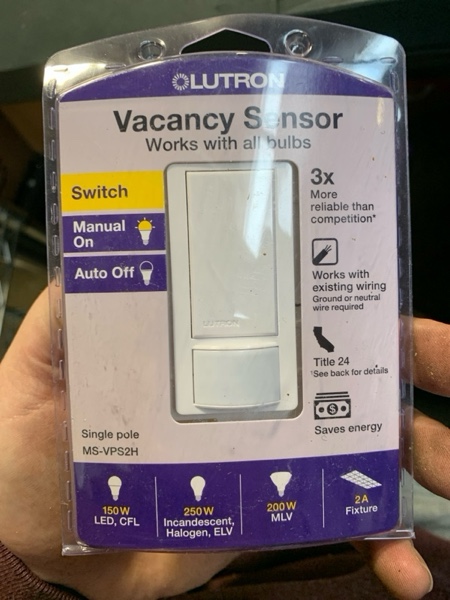 LUTRON
Vacancy Sensor
Works with all bulbs
Switch
Manual
On
Auto Off
3x
More
reliable than
competition*
Works with
existing wiring
Ground or neutral
wire required
Title 24
*See back for details
$
Saves energy
LUTRON
Single pole
MS-VPS2H
150W
LED, CFL
250W
Incandescent,
Halogen, ELV
200W
MLV
2A
Fixture